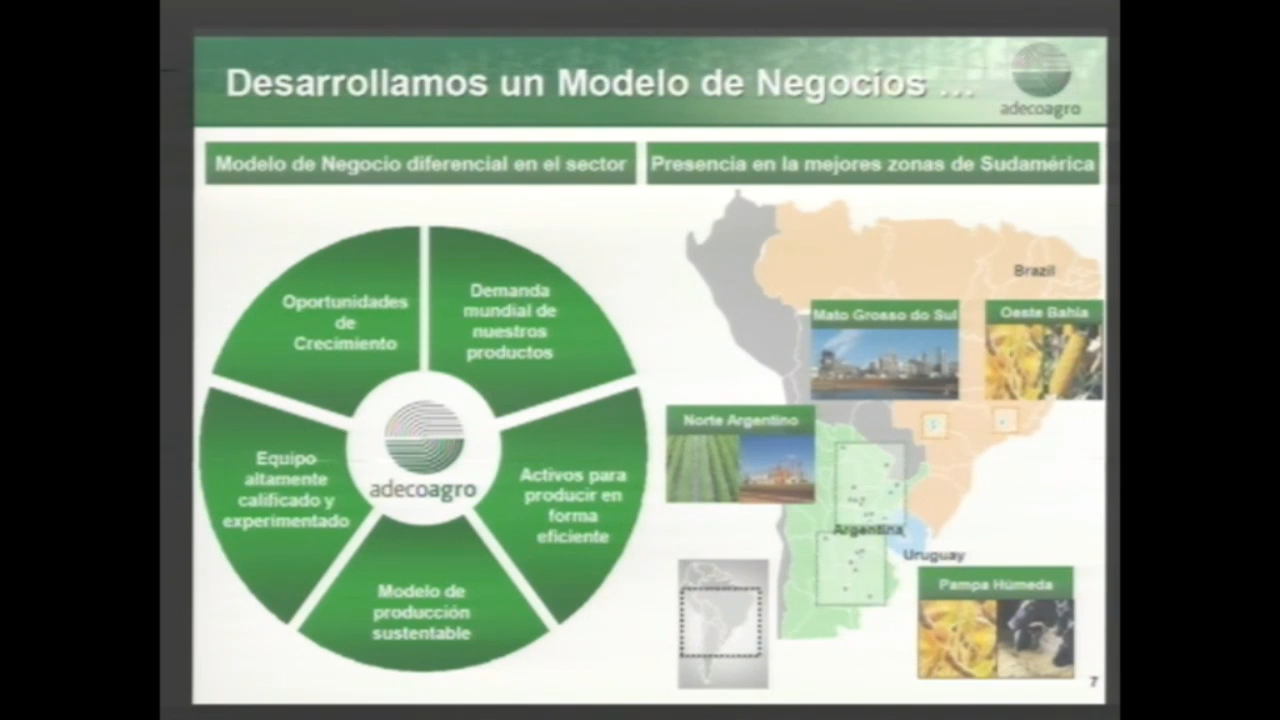 Desarrollamos un Modelo de Negocios ...
adecoagro
Modelo de Negocio diferencial en el sector
Presencia en la mejores zonas de Sudamérica
Oportunidades
de
Crecimiento
Demanda
mundial de
nuestros
productos
Equipo
altamente
calificado y
experimentado
adecoagro
Activos para
producir en
forma
eficiente
Modelo de
producción
sustentable
Brazil
Mato Grosso do Sul
Oeste Bahía
Norte Argentino
Argentina
Uruguay
Pampa Húmeda
7